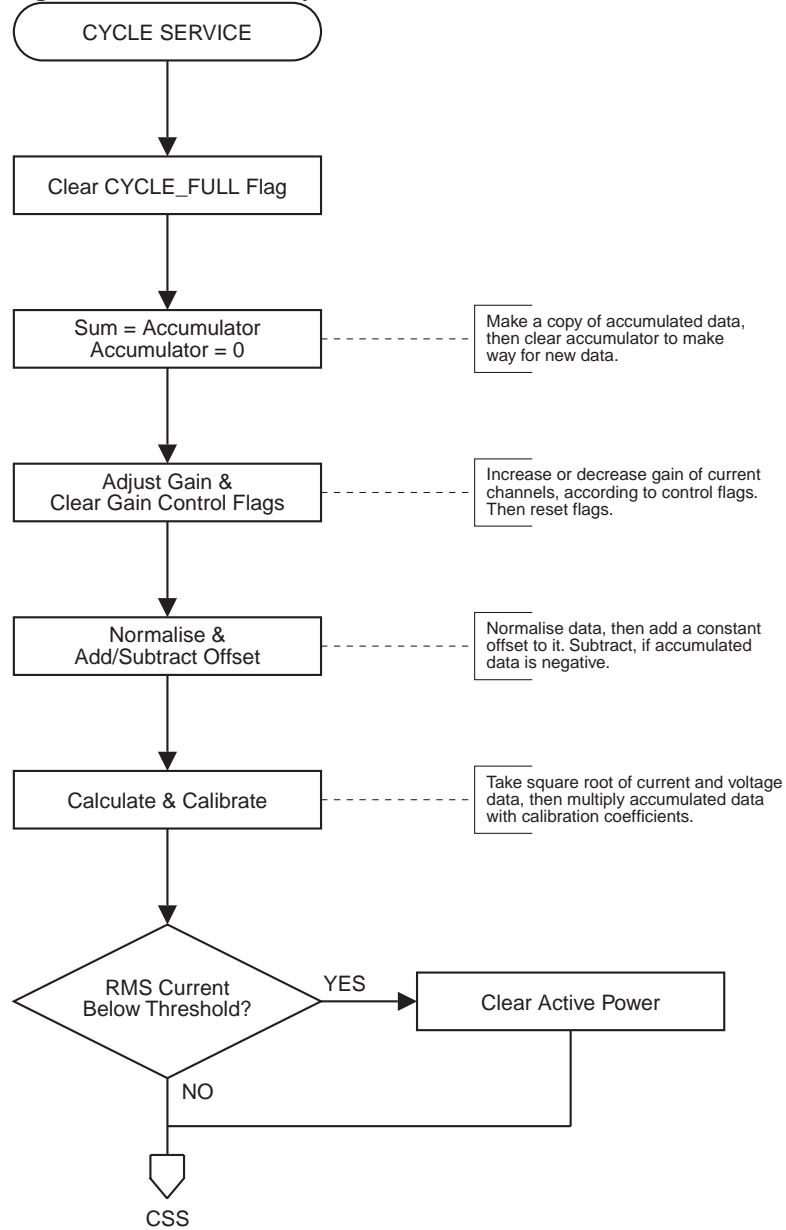 CYCLE SERVICE
Clear CYCLE_FULL Flag
Sum = Accumulator
Accumulator = 0
Make a copy of accumulated data,
then clear accumulator to make
way for new data.
Adjust Gain &
Clear Gain Control Flags
Increase or decrease gain of current
channels, according to control flags.
Then reset flags.
Normalise &
Add/Subtract Offset
Normalise data, then add a constant
offset to it. Subtract, if accumulated
data is negative.
Calculate & Calibrate
Take square root of current and voltage
data, then multiply accumulated data
with calibration coefficients.
RMS Current
Below Threshold?
YES
Clear Active Power
NO
CSS